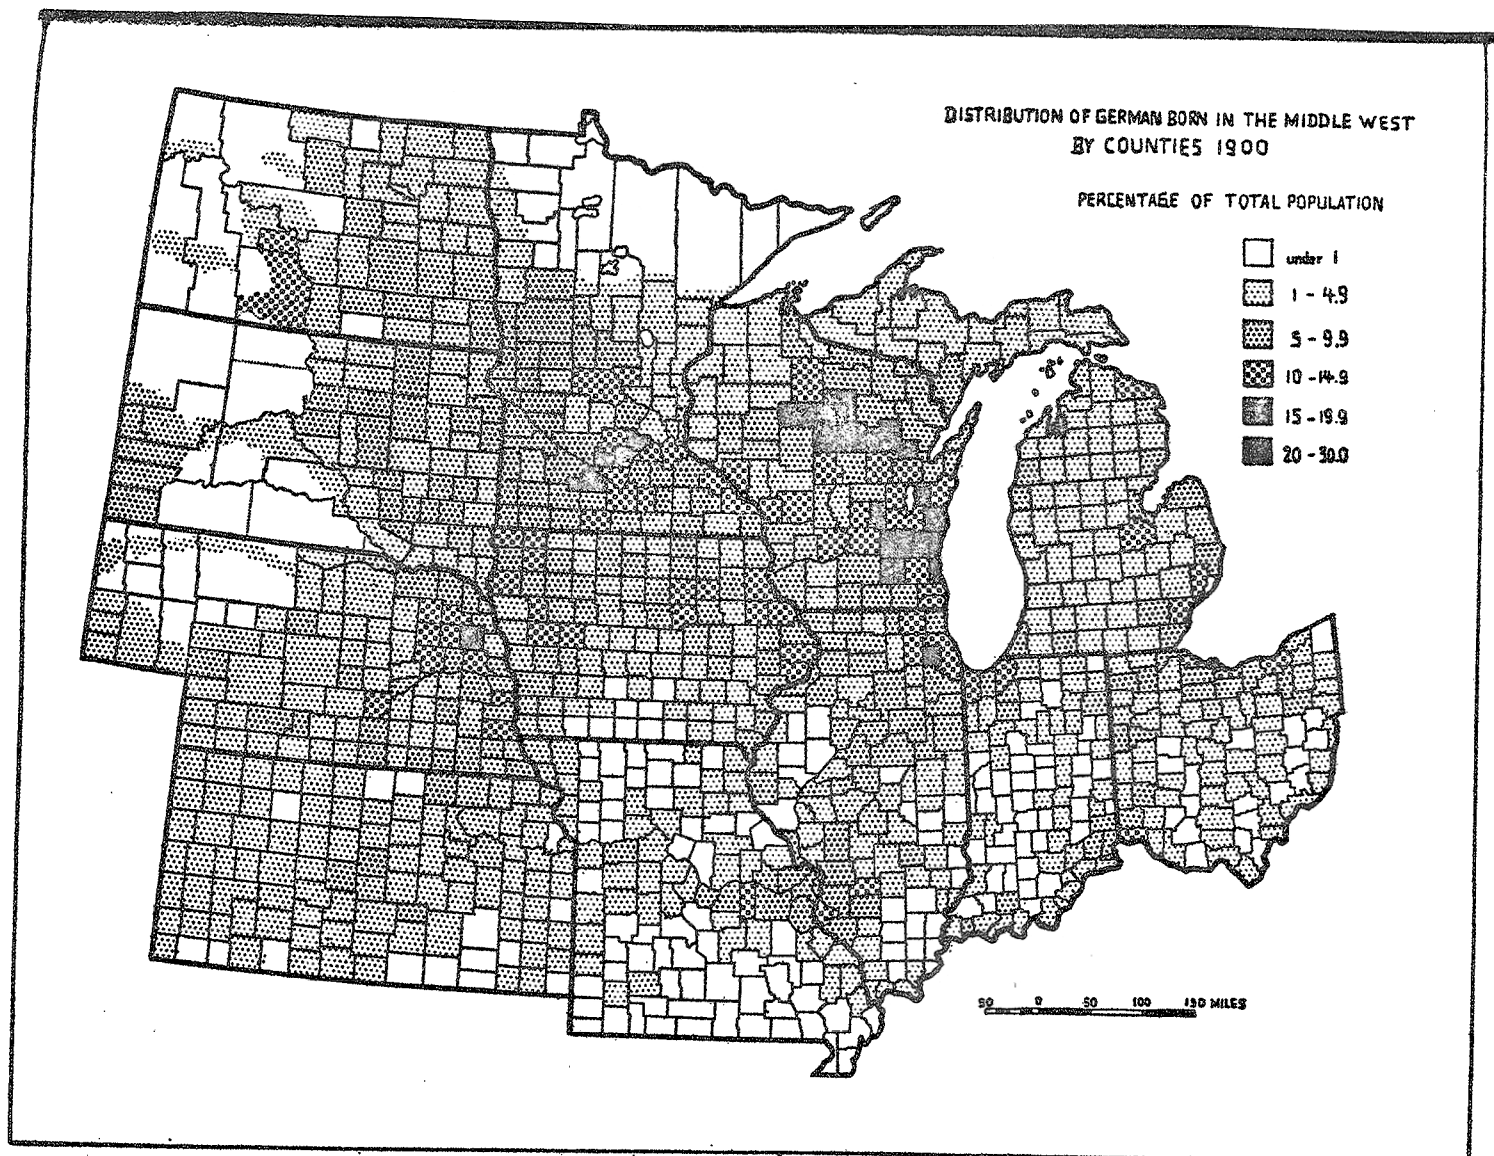 DISTRIBUTION OF GERMAN BORN IN THE MIDDLE WEST
BY COUNTIES 1900
PERCENTAGE OF TOTAL POPULATION
under 1
1 - 4.9
5 - 9.9
10 - 14.9
15 - 19.9
20 - 30.0
50 0 50 100 150 MILES